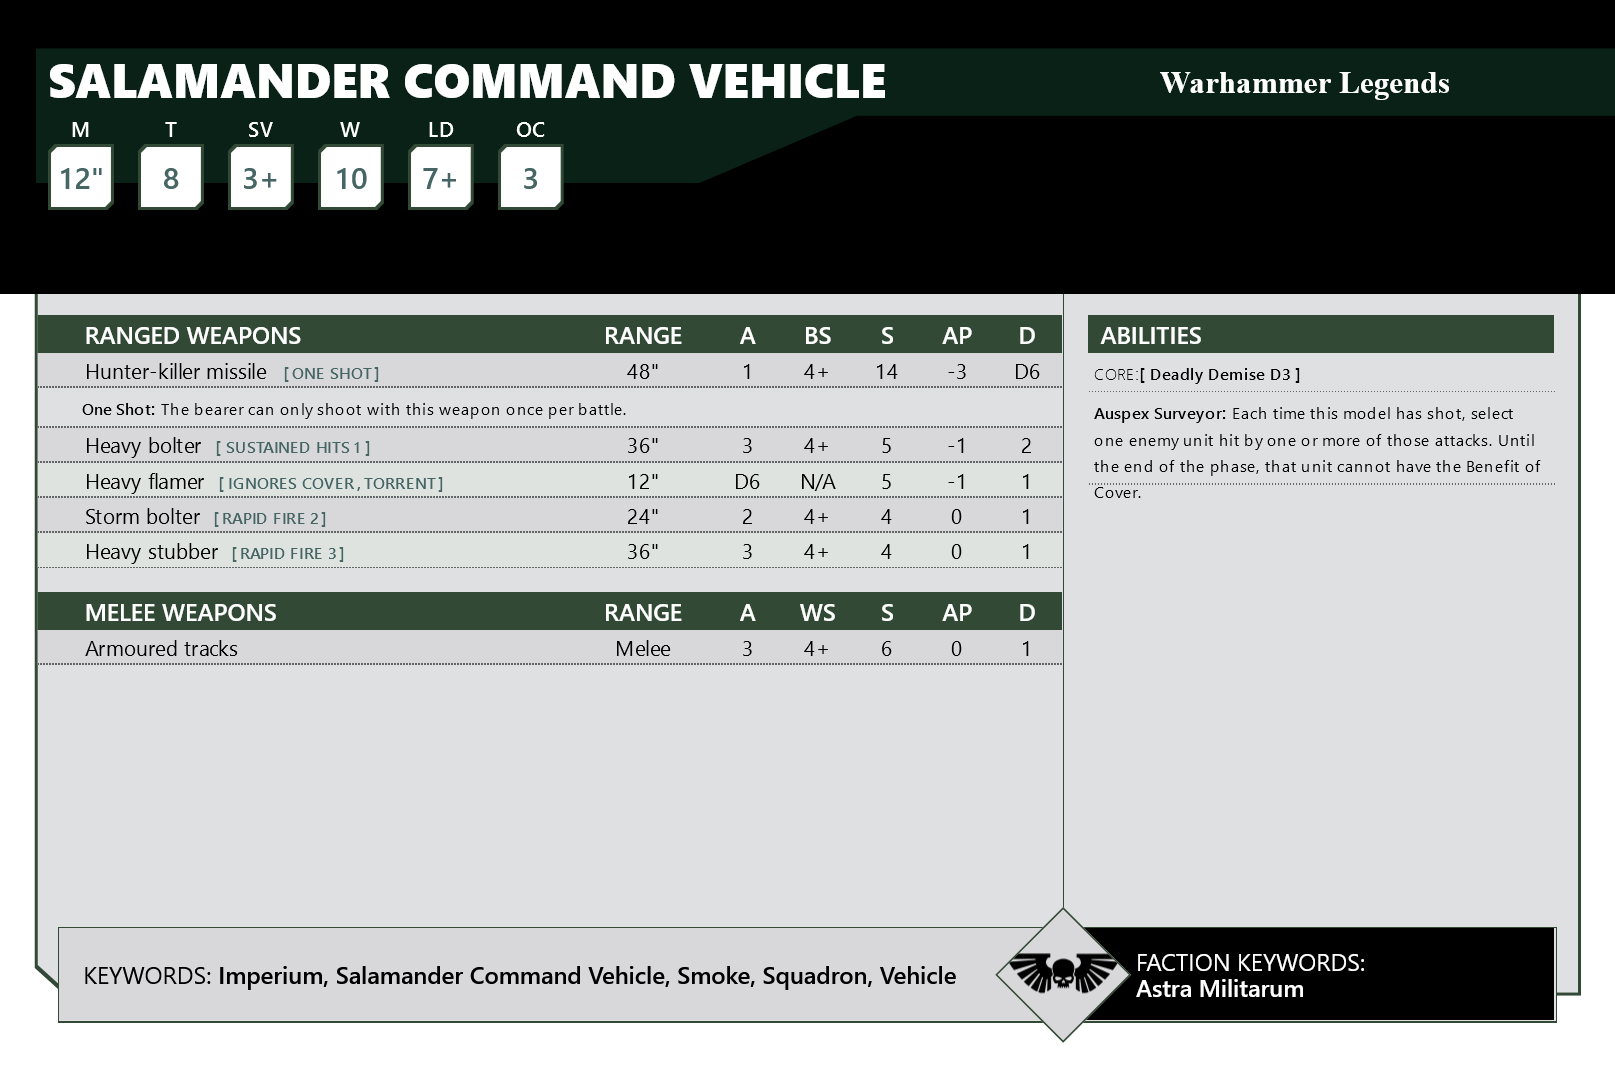 SALAMANDER COMMAND VEHICLE
Warhammer Legends
M T SV W LD OC
12" 8 3+ 10 7+ 3
RANGED WEAPONS RANGE A BS S AP D
Hunter-killer missile [ONE SHOT] 48" 1 4+ 14 -3 D6
One Shot: The bearer can only shoot with this weapon once per battle.
Heavy bolter [SUSTAINED HITS 1] 36" 3 4+ 5 -1 2
Heavy flamer [IGNORES COVER, TORRENT] 12" D6 N/A 5 -1 1
Storm bolter [RAPID FIRE 2] 24" 2 4+ 4 0 1
Heavy stubber [RAPID FIRE 3] 36" 3 4+ 4 0 1
MELEE WEAPONS RANGE A WS S AP D
Armoured tracks Melee 3 4+ 6 0 1
ABILITIES
CORE:[ Deadly Demise D3 ]
Auspex Surveyor: Each time this model has shot, select
one enemy unit hit by one or more of those attacks. Until
the end of the phase, that unit cannot have the Benefit of
Cover.
KEYWORDS: Imperium, Salamander Command Vehicle, Smoke, Squadron, Vehicle
FACTION KEYWORDS:
Astra Militarum